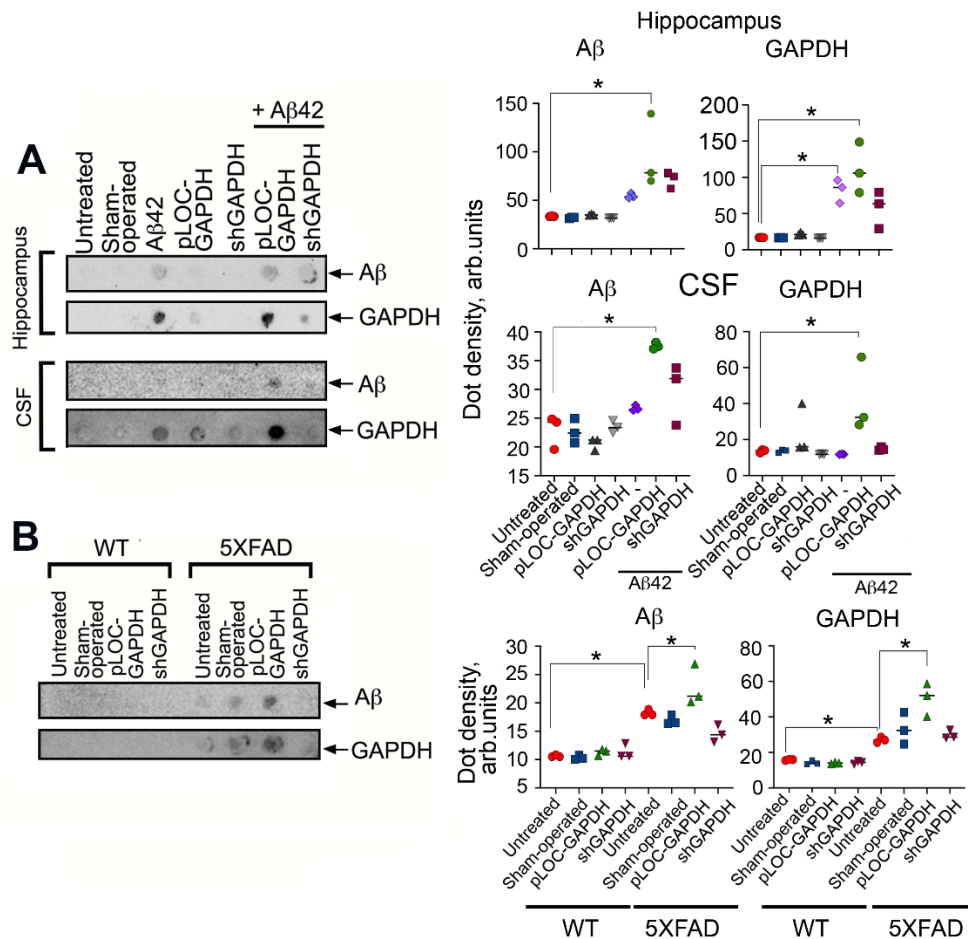 A
+ Aβ42
Untreated
Sham-
operated
Aβ42
pLOC-
GAPDH
shGAPDH
pLOC-
GAPDH
shGAPDH
Hippocampus
Aβ
GAPDH
CSF
Aβ
GAPDH
Hippocampus
Aβ
GAPDH
Dot density, arb.units
150
100
50
0
*
200
150
100
50
0
*
*
CSF
Aβ
GAPDH
40
35
30
25
20
15
*
80
60
40
20
0
*
Untreated
Sham-operated
pLOC-GAPDH
shGAPDH
-
pLOC-GAPDH
shGAPDH
Aβ42
Untreated
Sham-operated
pLOC-GAPDH
shGAPDH
-
pLOC-GAPDH
shGAPDH
Aβ42
B
WT
5XFAD
Untreated
Sham-
operated
pLOC-
GAPDH
shGAPDH
Untreated
Sham-
operated
pLOC-
GAPDH
shGAPDH
Aβ
GAPDH
Aβ
GAPDH
Dot density,
arb.units
30
25
20
15
10
5
*
*
80
60
40
20
0
*
*
Untreated
Sham-operated
pLOC-GAPDH
shGAPDH
Untreated
Sham-operated
pLOC-GAPDH
shGAPDH
WT
5XFAD
Untreated
Sham-operated
pLOC-GAPDH
shGAPDH
Untreated
Sham-operated
pLOC-GAPDH
shGAPDH
WT
5XFAD